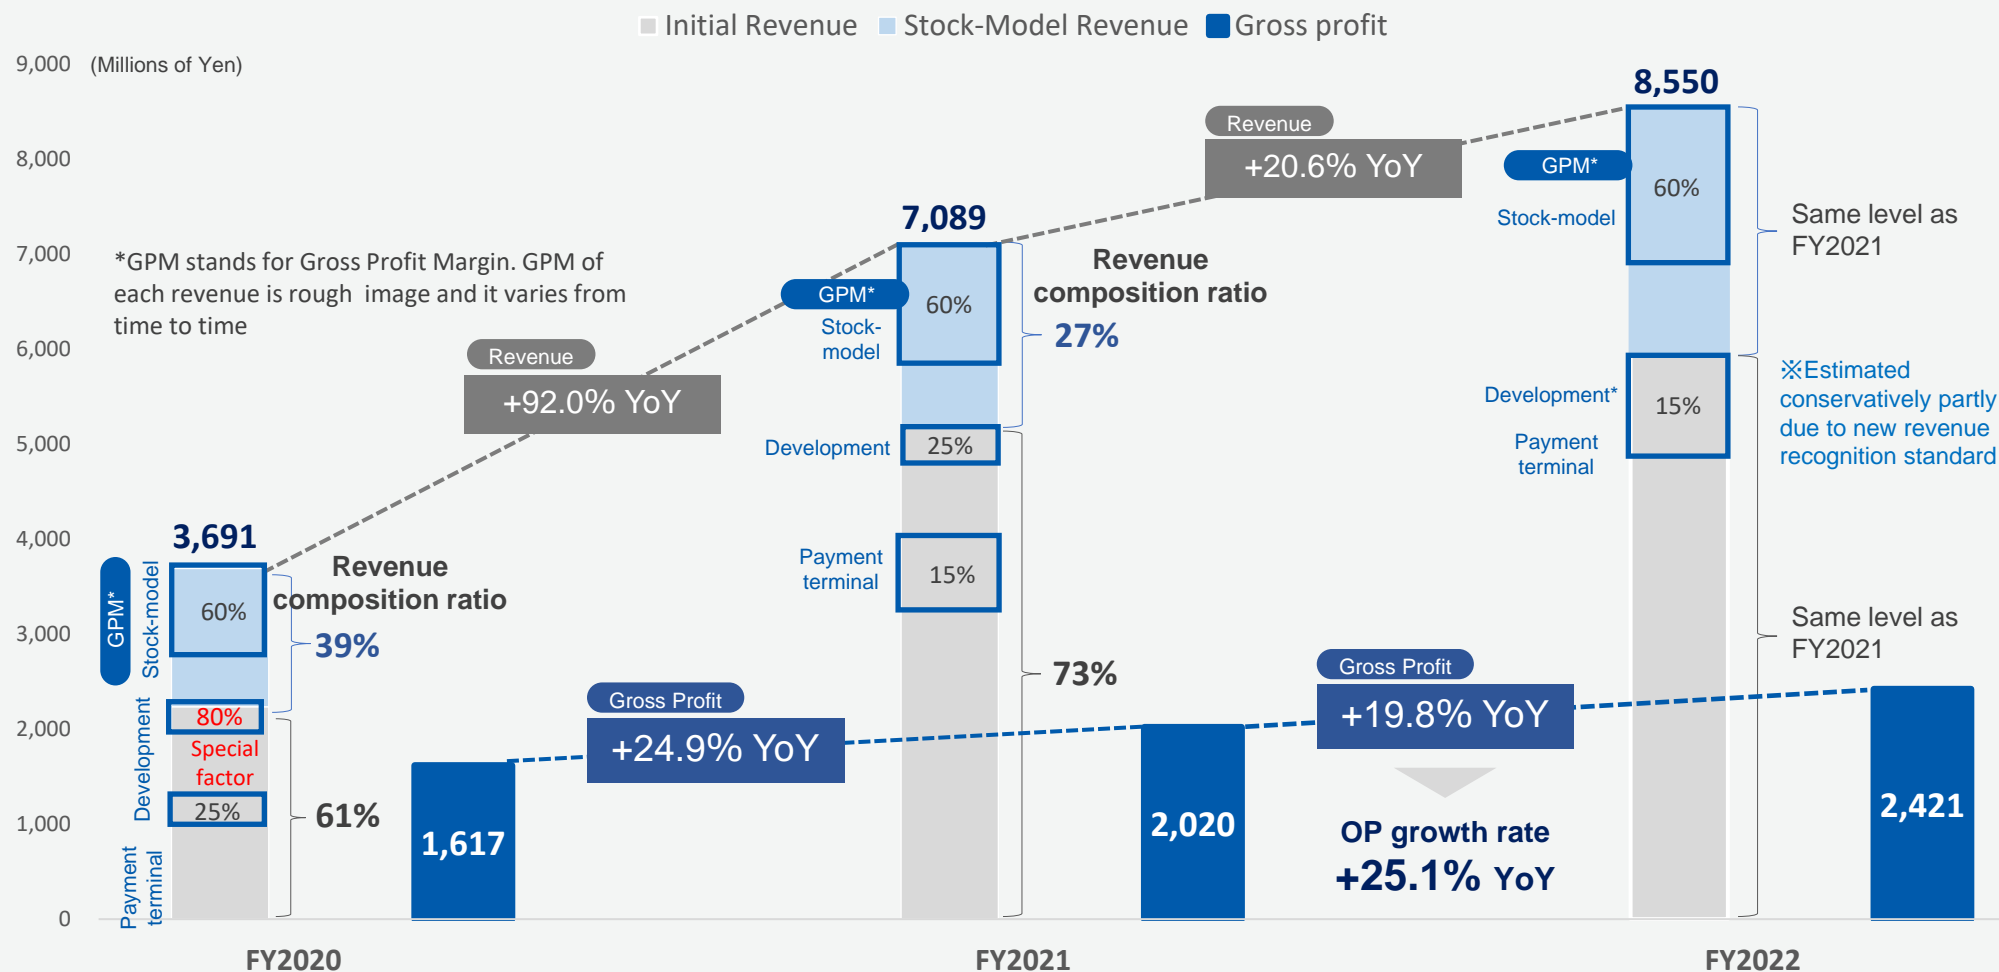 Initial Revenue Stock-Model Revenue Gross profit
9,000
(Millions of Yen)
8,000
7,000
6,000
5,000
4,000
3,000
2,000
1,000
0
*GPM stands for Gross Profit Margin. GPM of
each revenue is rough image and it varies from
time to time
3,691
GPM*
Stock-model
60%
Development
80%
Special
factor
25%
Payment
terminal
Revenue
composition ratio
39%
61%
1,617
FY2020
Revenue
+92.0% YoY
Gross Profit
+24.9% YoY
7,089
GPM*
Stock-
model
60%
Development
25%
Payment
terminal
15%
Revenue
composition ratio
27%
73%
2,020
FY2021
Revenue
+20.6% YoY
Gross Profit
+19.8% YoY
OP growth rate
+25.1% YoY
8,550
GPM*
Stock-model
60%
Development*
Payment
terminal
15%
Same level as
FY2021
※Estimated
conservatively partly
due to new revenue
recognition standard
Same level as
FY2021
2,421
FY2022